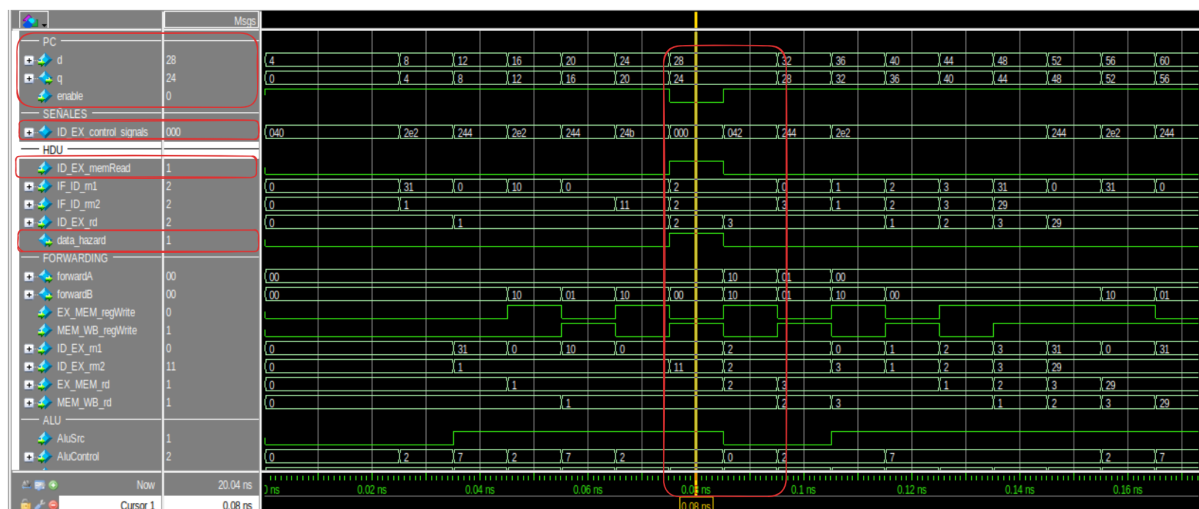 Msgs
PC
d 28 4 8 12 16 20 24 28 32 36 40 44 48 52 56 60
q 24 0 4 8 12 16 20 24 28 32 36 40 44 48 52 56
enable 0
SEÑALES
ID_EX_control_signals 000 040 2e2 244 2e2 244 24b 000 042 244 2e2 244 2e2 244
HDU
ID_EX_memRead 1
IF_ID_rn1 2 0 31 0 10 0 2 0 1 2 3 31 0 31 0
IF_ID_rm2 2 0 1 11 2 3 1 2 3 29
ID_EX_rd 2 0 1 2 3 1 2 3 29
data_hazard 1
FORWARDING
forwardA 00 00 10 01 00
forwardB 00 00 10 01 10 00 10 01 10 00 10 01
EX_MEM_regWrite 0
MEM_WB_regWrite 1
ID_EX_rn1 0 0 31 0 10 0 2 0 1 2 3 31 0 31
ID_EX_rm2 11 0 1 11 2 3 1 2 3 29
EX_MEM_rd 1 0 1 2 3 1 2 3 29
MEM_WB_rd 1 0 1 2 3 1 2 3 29
ALU
AluSrc 1
AluControl 2 0 2 7 2 7 2 0 2 7 2 7
Now 20.04 ns ns 0.02 ns 0.04 ns 0.06 ns 0.08 ns 0.1 ns 0.12 ns 0.14 ns 0.16 ns
Cursor 1 0.08 ns 0.08 ns